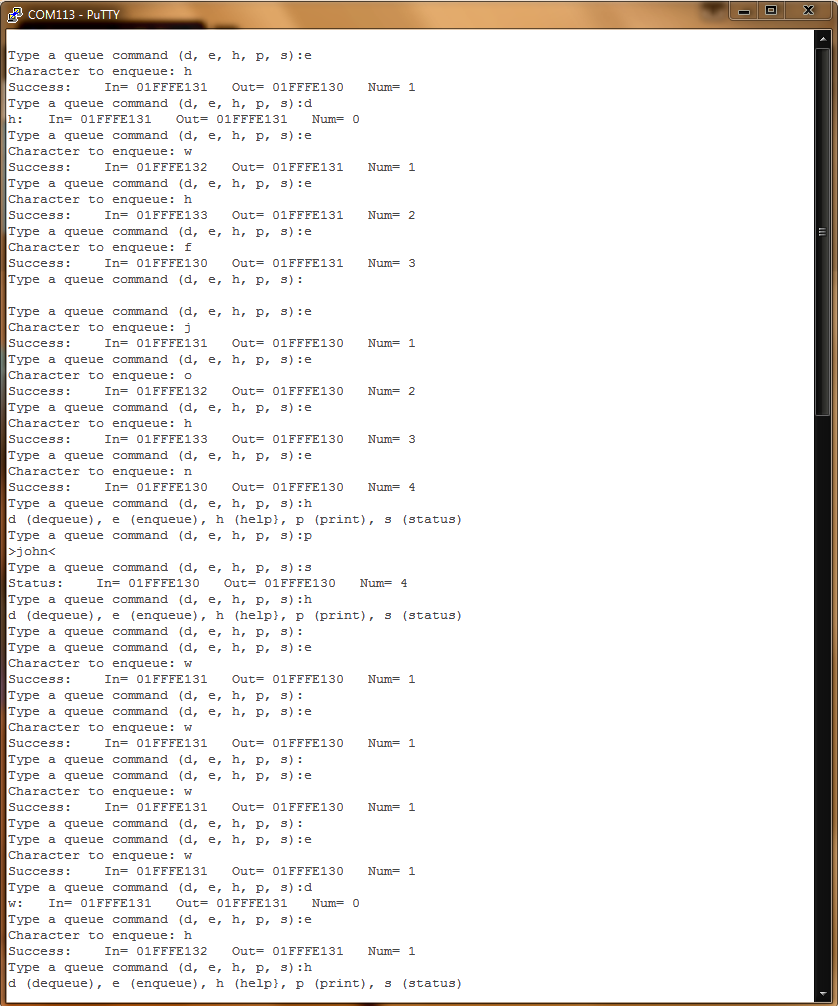 COM113 - PuTTY
Type a queue command (d, e, h, p, s):e
Character to enqueue: h
Success:    In= 01FFFE131   Out= 01FFFE130   Num= 1
Type a queue command (d, e, h, p, s):d
h:   In= 01FFFE131   Out= 01FFFE131   Num= 0
Type a queue command (d, e, h, p, s):e
Character to enqueue: w
Success:    In= 01FFFE132   Out= 01FFFE131   Num= 1
Type a queue command (d, e, h, p, s):e
Character to enqueue: h
Success:    In= 01FFFE133   Out= 01FFFE131   Num= 2
Type a queue command (d, e, h, p, s):e
Character to enqueue: f
Success:    In= 01FFFE130   Out= 01FFFE131   Num= 3
Type a queue command (d, e, h, p, s):
Type a queue command (d, e, h, p, s):e
Character to enqueue: j
Success:    In= 01FFFE131   Out= 01FFFE130   Num= 1
Type a queue command (d, e, h, p, s):e
Character to enqueue: o
Success:    In= 01FFFE132   Out= 01FFFE130   Num= 2
Type a queue command (d, e, h, p, s):e
Character to enqueue: h
Success:    In= 01FFFE133   Out= 01FFFE130   Num= 3
Type a queue command (d, e, h, p, s):e
Character to enqueue: n
Success:    In= 01FFFE130   Out= 01FFFE130   Num= 4
Type a queue command (d, e, h, p, s):h
d (dequeue), e (enqueue), h (help}, p (print), s (status)
Type a queue command (d, e, h, p, s):p
>john<
Type a queue command (d, e, h, p, s):s
Status:    In= 01FFFE130   Out= 01FFFE130   Num= 4
Type a queue command (d, e, h, p, s):h
d (dequeue), e (enqueue), h (help}, p (print), s (status)
Type a queue command (d, e, h, p, s):
Type a queue command (d, e, h, p, s):e
Character to enqueue: w
Success:    In= 01FFFE131   Out= 01FFFE130   Num= 1
Type a queue command (d, e, h, p, s):
Type a queue command (d, e, h, p, s):e
Character to enqueue: w
Success:    In= 01FFFE131   Out= 01FFFE130   Num= 1
Type a queue command (d, e, h, p, s):
Type a queue command (d, e, h, p, s):e
Character to enqueue: w
Success:    In= 01FFFE131   Out= 01FFFE130   Num= 1
Type a queue command (d, e, h, p, s):
Type a queue command (d, e, h, p, s):e
Character to enqueue: w
Success:    In= 01FFFE131   Out= 01FFFE130   Num= 1
Type a queue command (d, e, h, p, s):d
w:   In= 01FFFE131   Out= 01FFFE131   Num= 0
Type a queue command (d, e, h, p, s):e
Character to enqueue: h
Success:    In= 01FFFE132   Out= 01FFFE131   Num= 1
Type a queue command (d, e, h, p, s):h
d (dequeue), e (enqueue), h (help}, p (print), s (status)